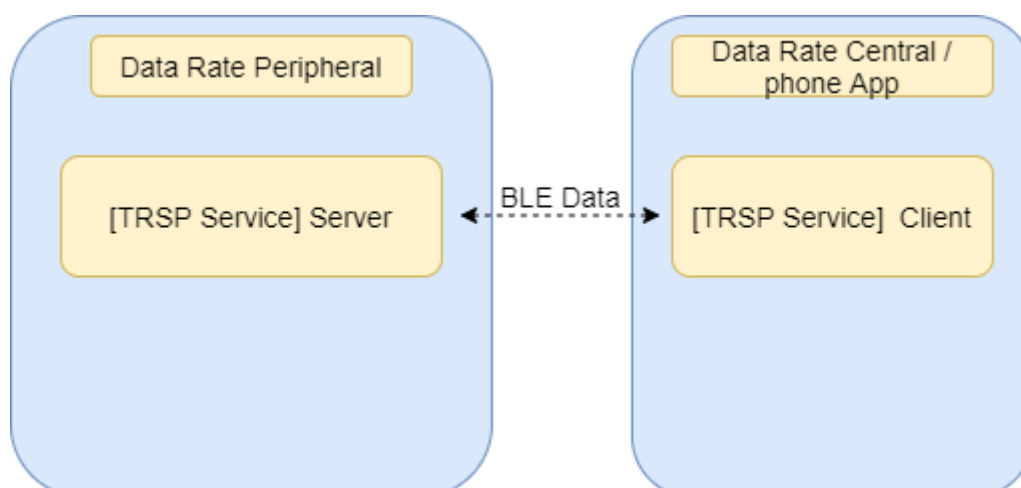 Data Rate Peripheral
Data Rate Central /
phone App
[TRSP Service] Server
BLE Data
[TRSP Service]  Client